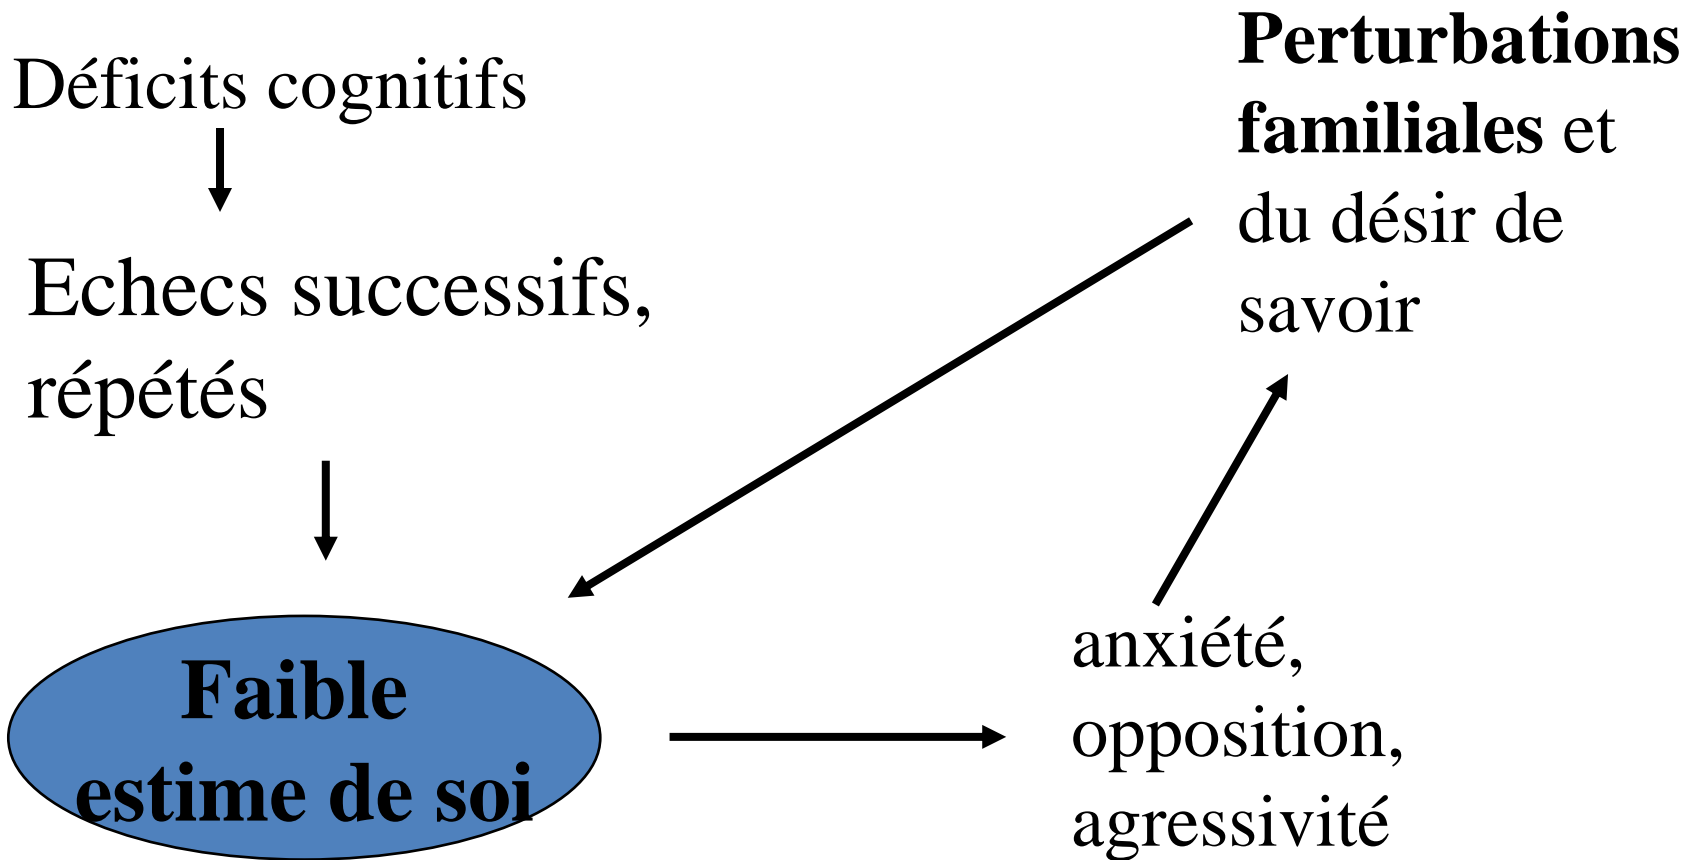 Déficits cognitifs
Echecs successifs,
répétés
Faible
estime de soi
anxiété,
opposition,
agressivité
Perturbations
familiales et
du désir de
savoir